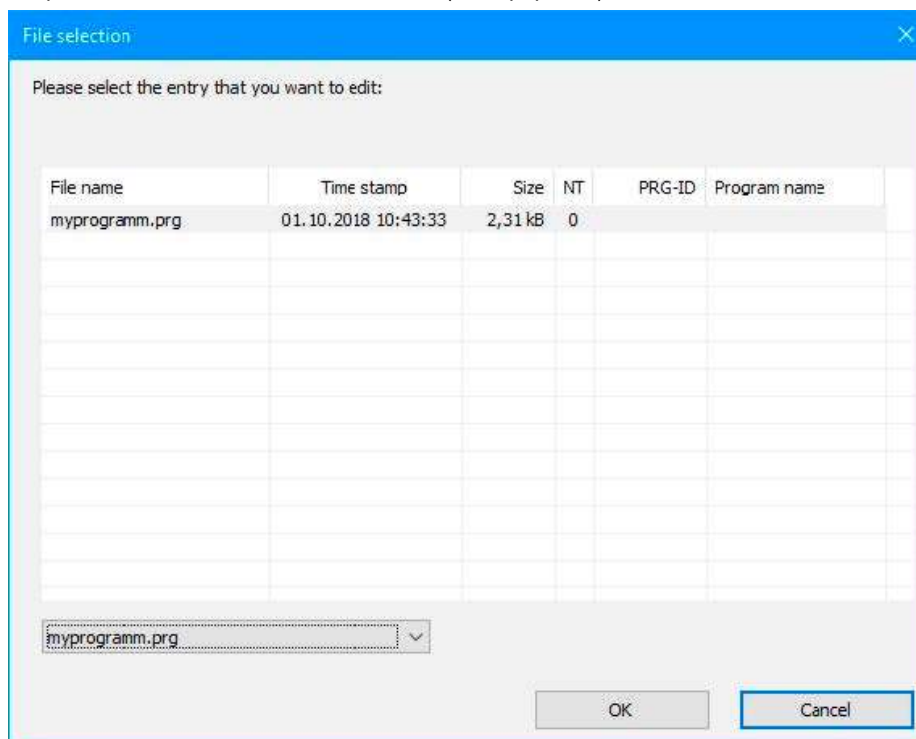 File selection
Please select the entry that you want to edit:
File name Time stamp Size NT PRG-ID Program name
myprogramm.prg 01.10.2018 10:43:33 2,31 kB 0
myprogramm.prg
OK Cancel